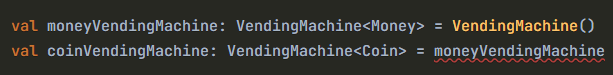 val moneyVendingMachine: VendingMachine<Money> = VendingMachine()
val coinVendingMachine: VendingMachine<Coin> = moneyVendingMachine